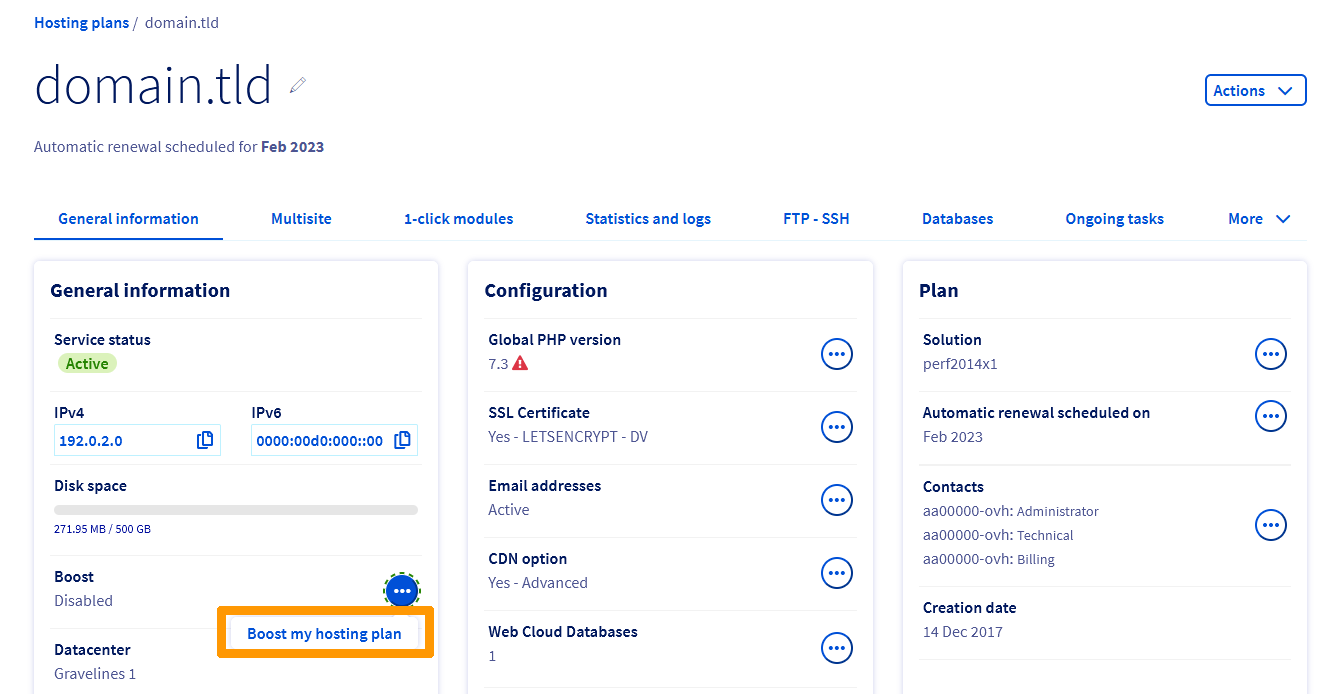 Hosting plans / domain.tld
domain.tld
Actions
Automatic renewal scheduled for Feb 2023
General information Multisite 1-click modules Statistics and logs FTP - SSH Databases Ongoing tasks More
General information
Service status
Active
IPv4 IPv6
192.0.2.0 0000:00d0:000::00
Disk space
271.95 MB / 500 GB
Boost
Disabled
Boost my hosting plan
Datacenter
Gravelines 1
Configuration
Global PHP version
7.3
SSL Certificate
Yes - LETSENCRYPT - DV
Email addresses
Active
CDN option
Yes - Advanced
Web Cloud Databases
1
Plan
Solution
perf2014x1
Automatic renewal scheduled on
Feb 2023
Contacts
aa00000-ovh: Administrator
aa00000-ovh: Technical
aa00000-ovh: Billing
Creation date
14 Dec 2017